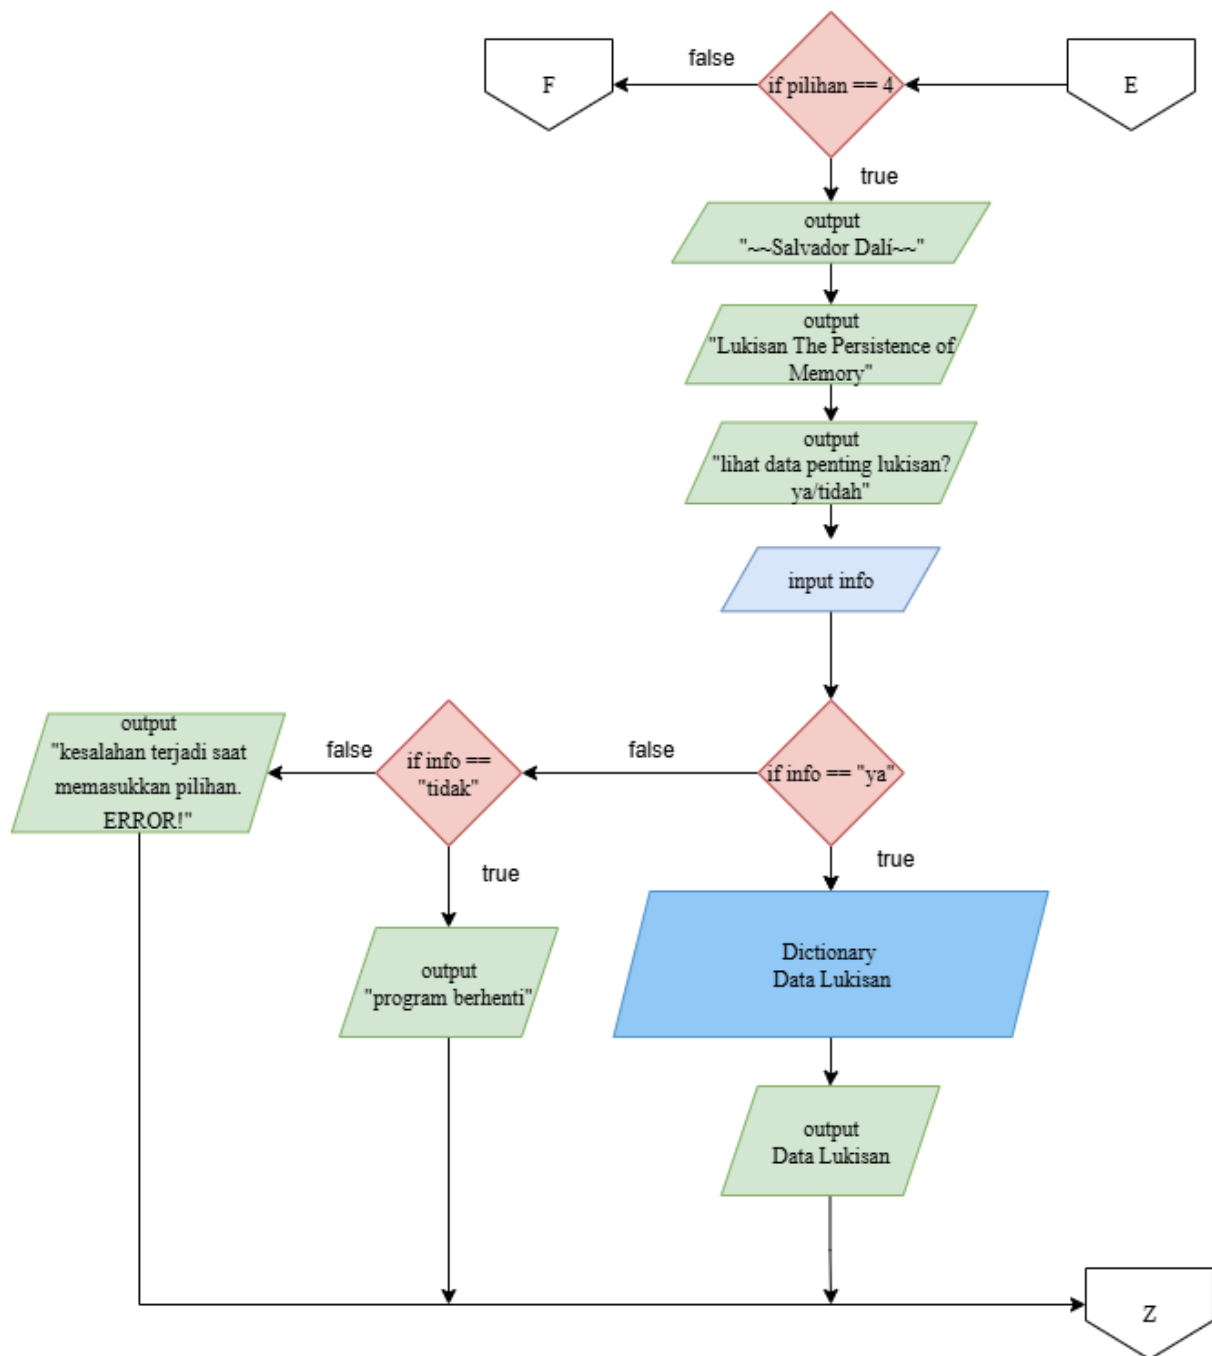 F
false
if pilihan == 4
E
true
output
"~~Salvador Dalí~~"
output
"Lukisan The Persistence of
Memory"
output
"lihat data penting lukisan?
ya/tidah"
input info
output
"kesalahan terjadi saat
memasukkan pilihan.
ERROR!"
false
if info ==
"tidak"
false
if info == "ya"
true
true
output
"program berhenti"
Dictionary
Data Lukisan
output
Data Lukisan
Z